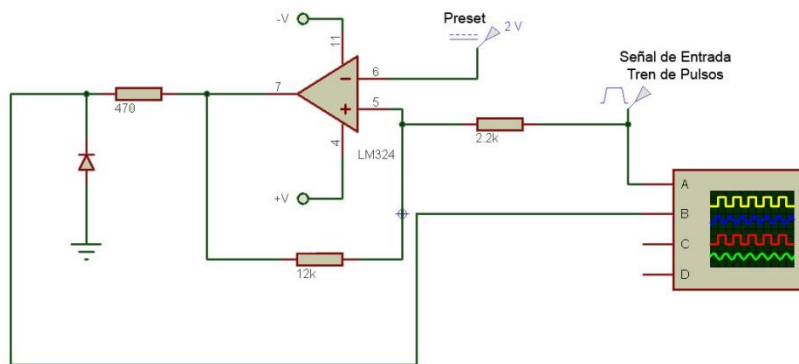 Preset
2 V
-V
11
6
7
5
4
LM324
+V
470
12k
2.2k
Señal de Entrada
Tren de Pulsos
A
B
C
D